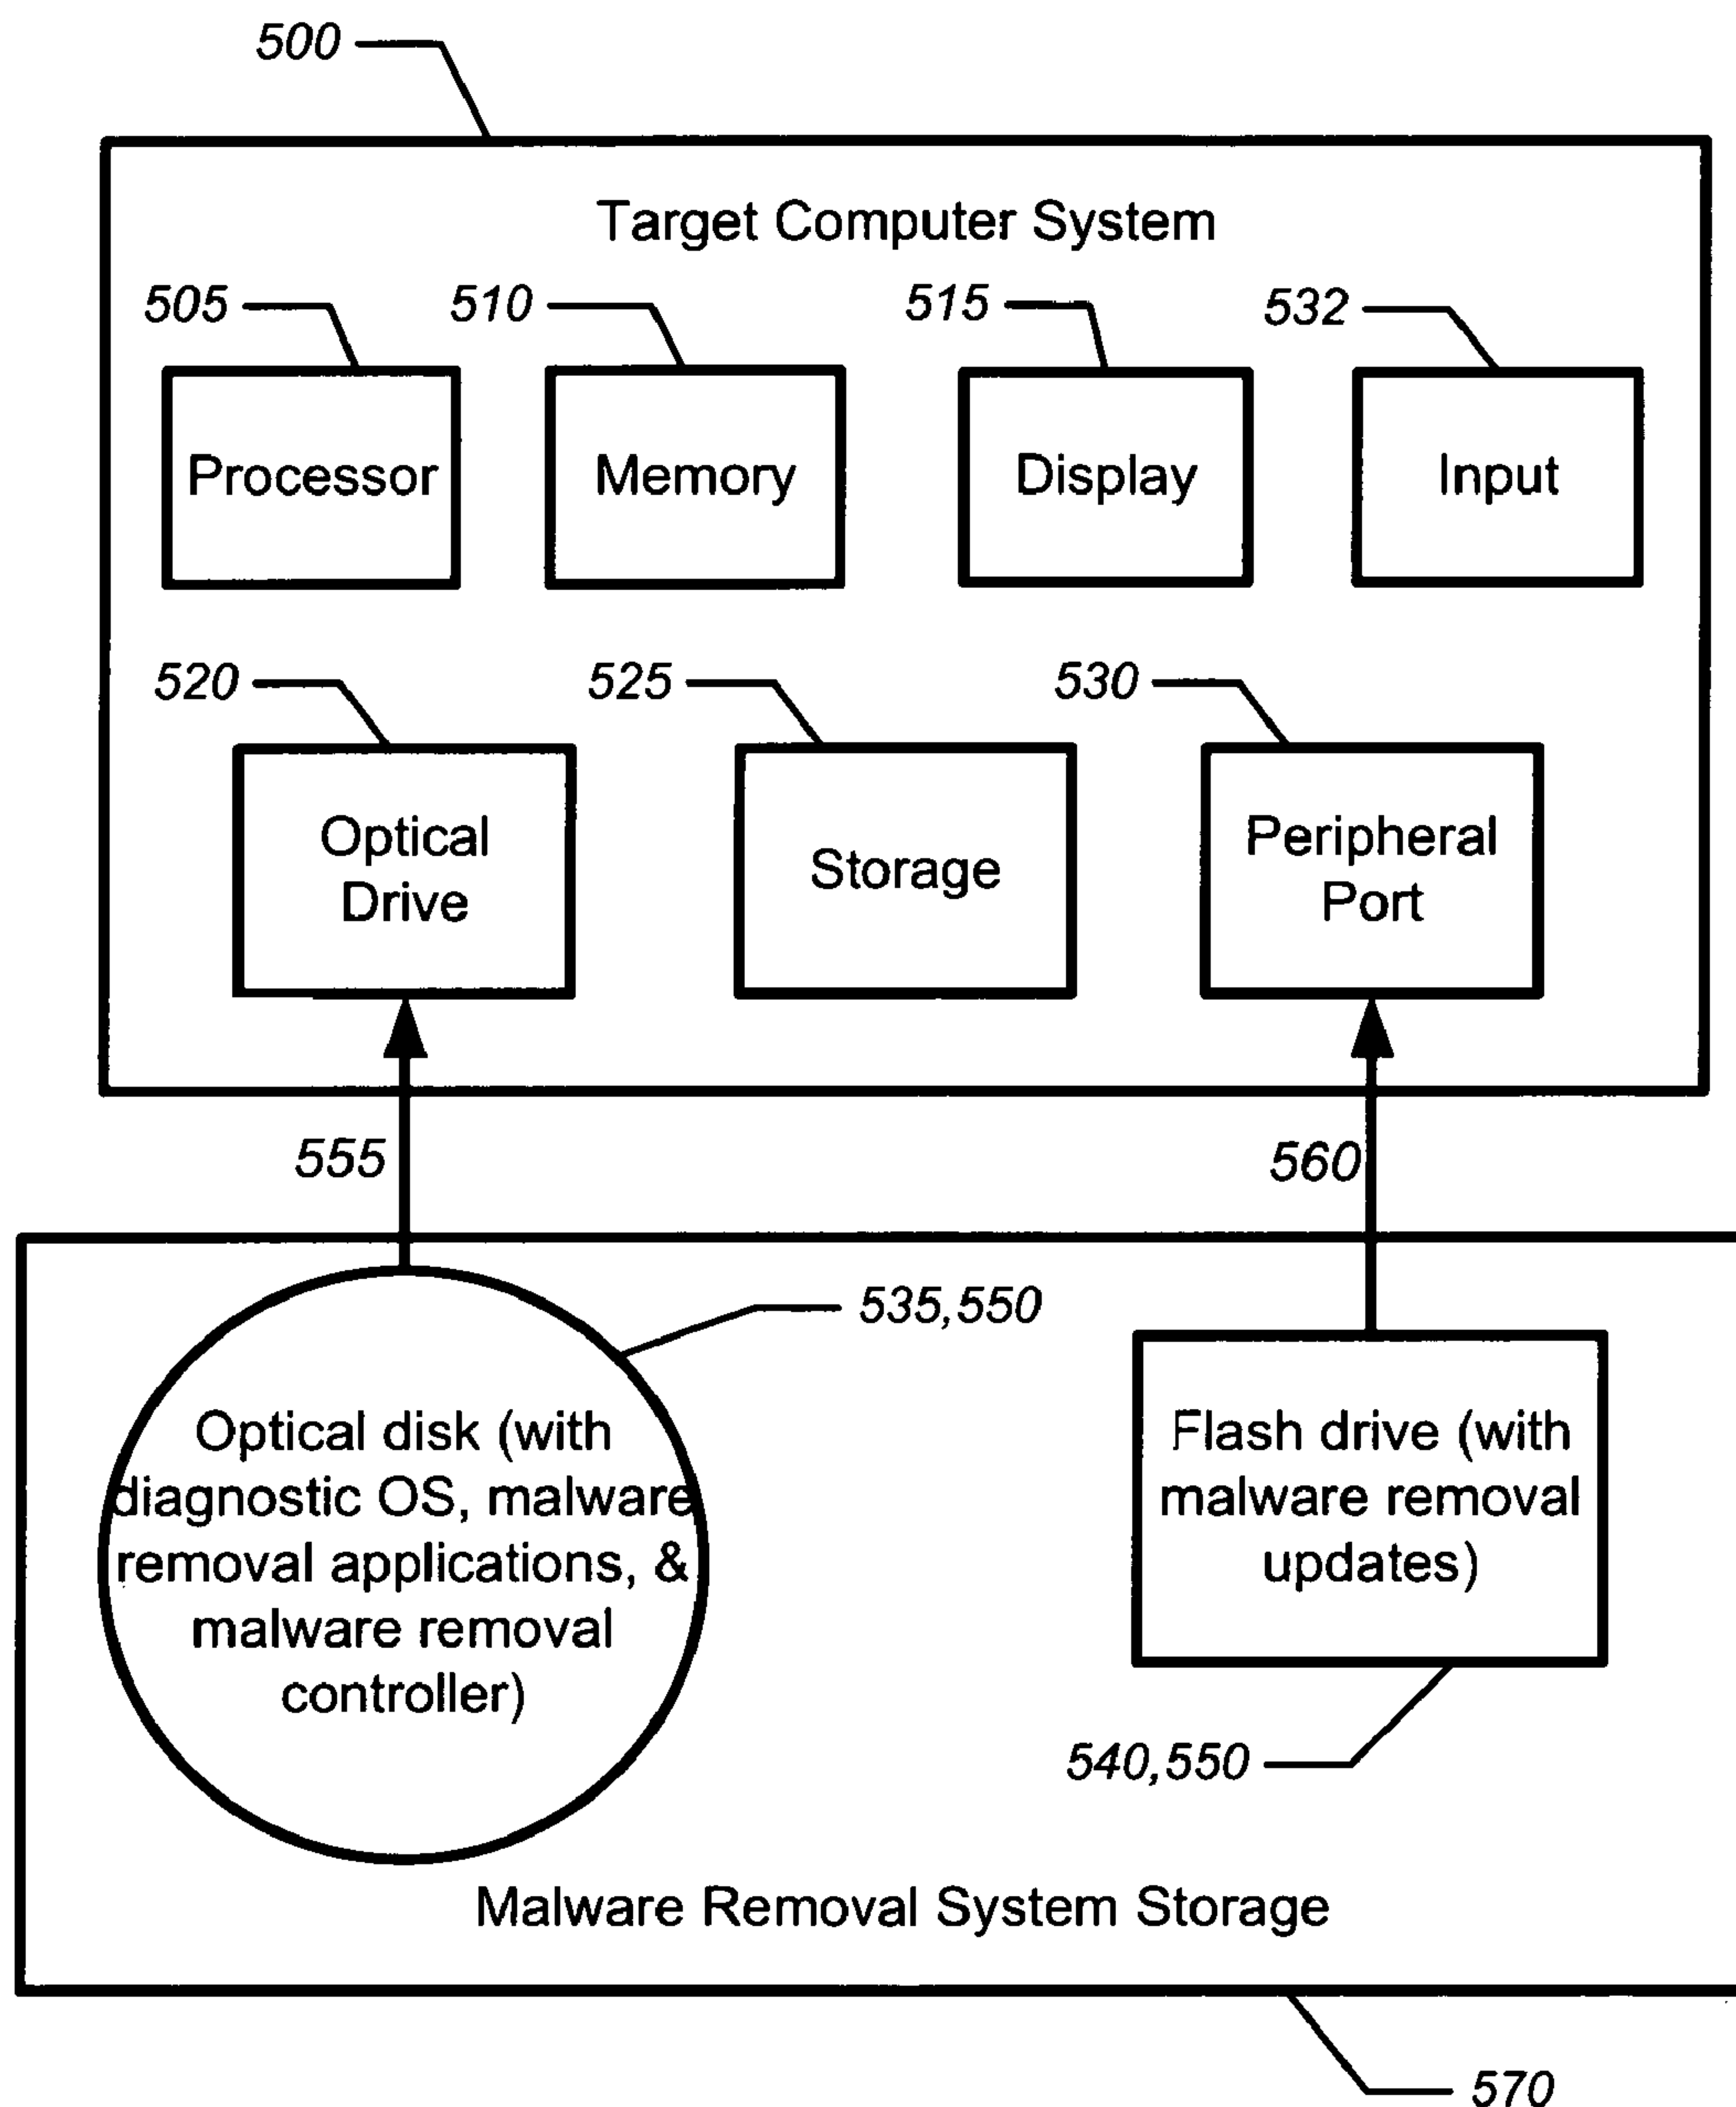 500
Target Computer System
505
510
515
532
Processor
Memory
Display
Input
520
525
530
Optical
Drive
Storage
Peripheral
Port
555
560
535,550
Optical disk (with
diagnostic OS, malware
removal applications, &
malware removal
controller)
Flash drive (with
malware removal
updates)
540,550
Malware Removal System Storage
570